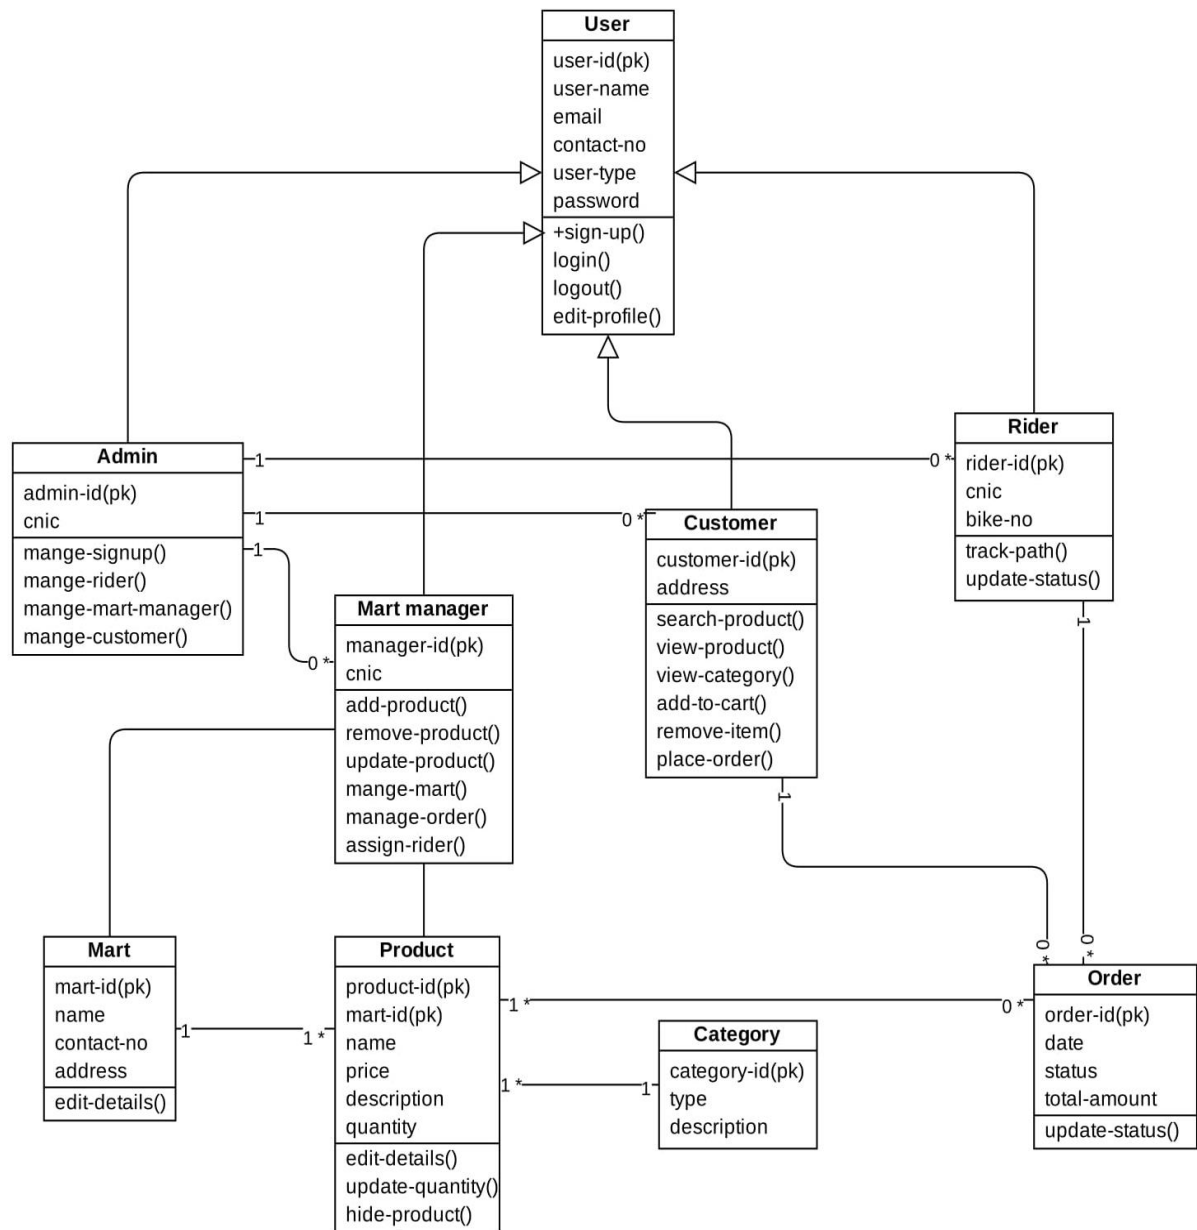 User
user-id(pk)
user-name
email
contact-no
user-type
password
+sign-up()
login()
logout()
edit-profile()
Admin
admin-id(pk)
cnic
mange-signup()
mange-rider()
mange-mart-manager()
mange-customer()
1
0 *
1
0 *
1
0 *
Rider
rider-id(pk)
cnic
bike-no
track-path()
update-status()
1
0 *
Customer
customer-id(pk)
address
search-product()
view-product()
view-category()
add-to-cart()
remove-item()
place-order()
1
0 *
Mart manager
manager-id(pk)
cnic
add-product()
remove-product()
update-product()
mange-mart()
manage-order()
assign-rider()
Mart
mart-id(pk)
name
contact-no
address
edit-details()
1
1 *
Product
product-id(pk)
mart-id(pk)
name
price
description
quantity
edit-details()
update-quantity()
hide-product()
1 *
0 *
1 *
1
Category
category-id(pk)
type
description
Order
order-id(pk)
date
status
total-amount
update-status()